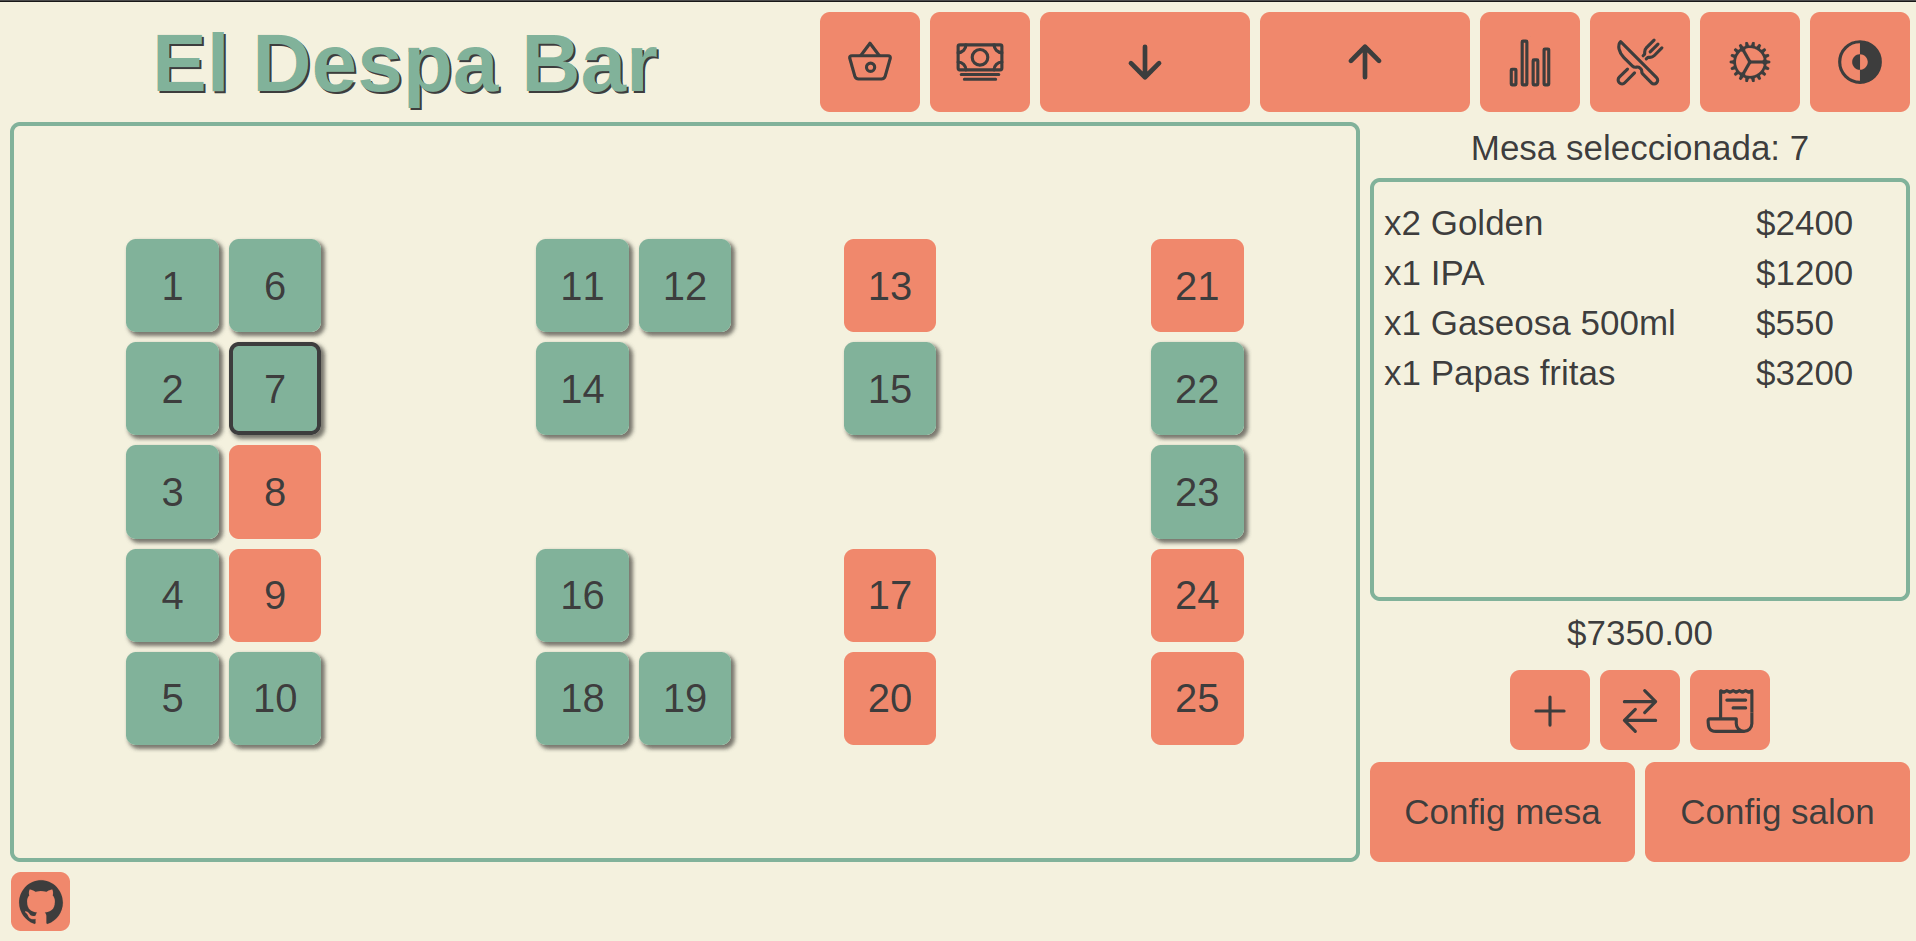 El Despa Bar
Mesa seleccionada: 7
x2 Golden $2400
x1 IPA $1200
x1 Gaseosa 500ml $550
x1 Papas fritas $3200
1 6 11 12 13 21
2 7 14 15 22
3 8 23
4 9 16 17 24
5 10 18 19 20 25
$7350.00
Config mesa Config salon